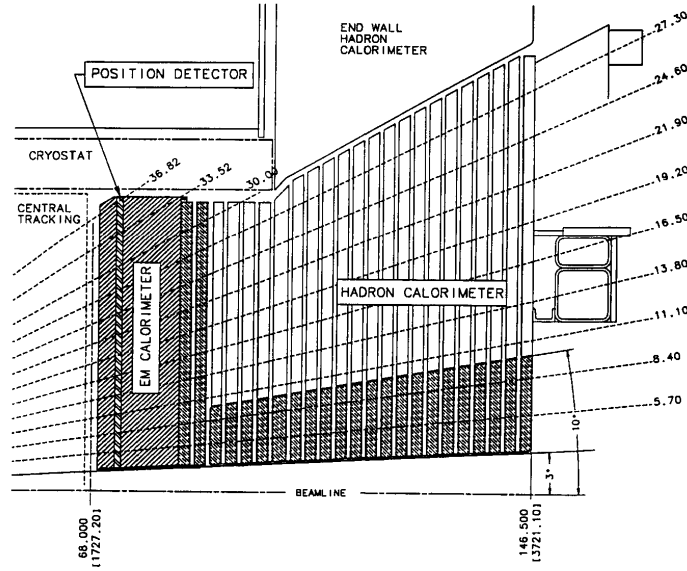 END WALL
HADRON
CALORIMETER
POSITION DETECTOR
CRYOSTAT
CENTRAL
TRACKING
EM CALORIMETER
HADRON CALORIMETER
36.82
33.52
30.00
27.30
24.60
21.90
19.20
16.50
13.80
11.10
8.40
5.70
10°
3°
BEAMLINE
68.000
[1727.20]
146.500
[3721.10]